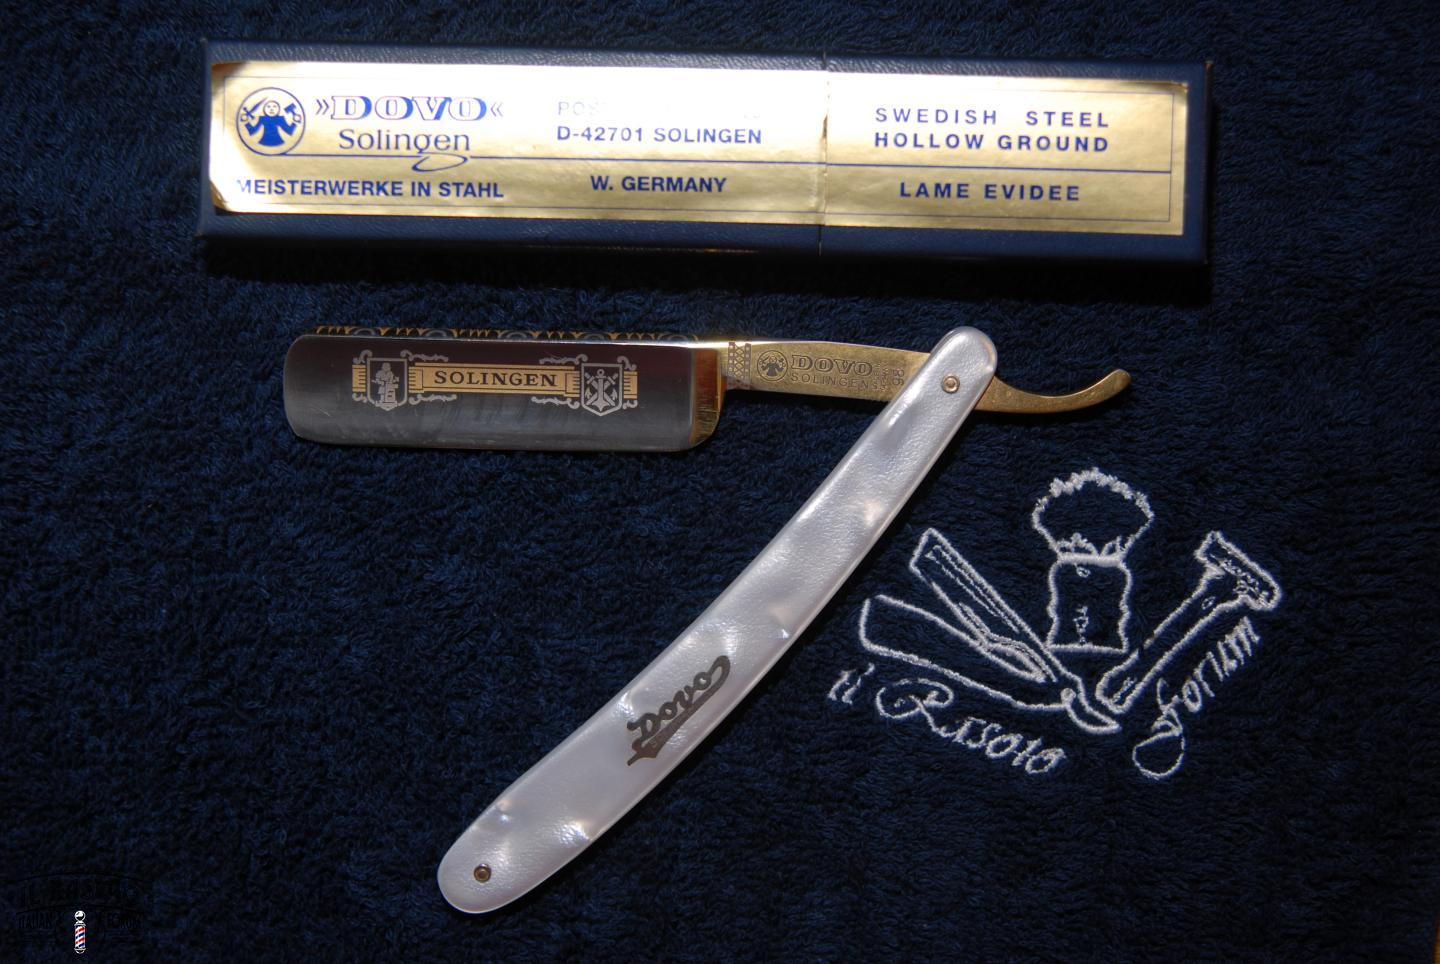 »DOVO«
Solingen
MEISTERWERKE IN STAHL
D-42701 SOLINGEN
W. GERMANY
SWEDISH STEEL
HOLLOW GROUND
LAME EVIDEE
SOLINGEN
DOVO
SOLINGEN
DOVO
il Rasoio